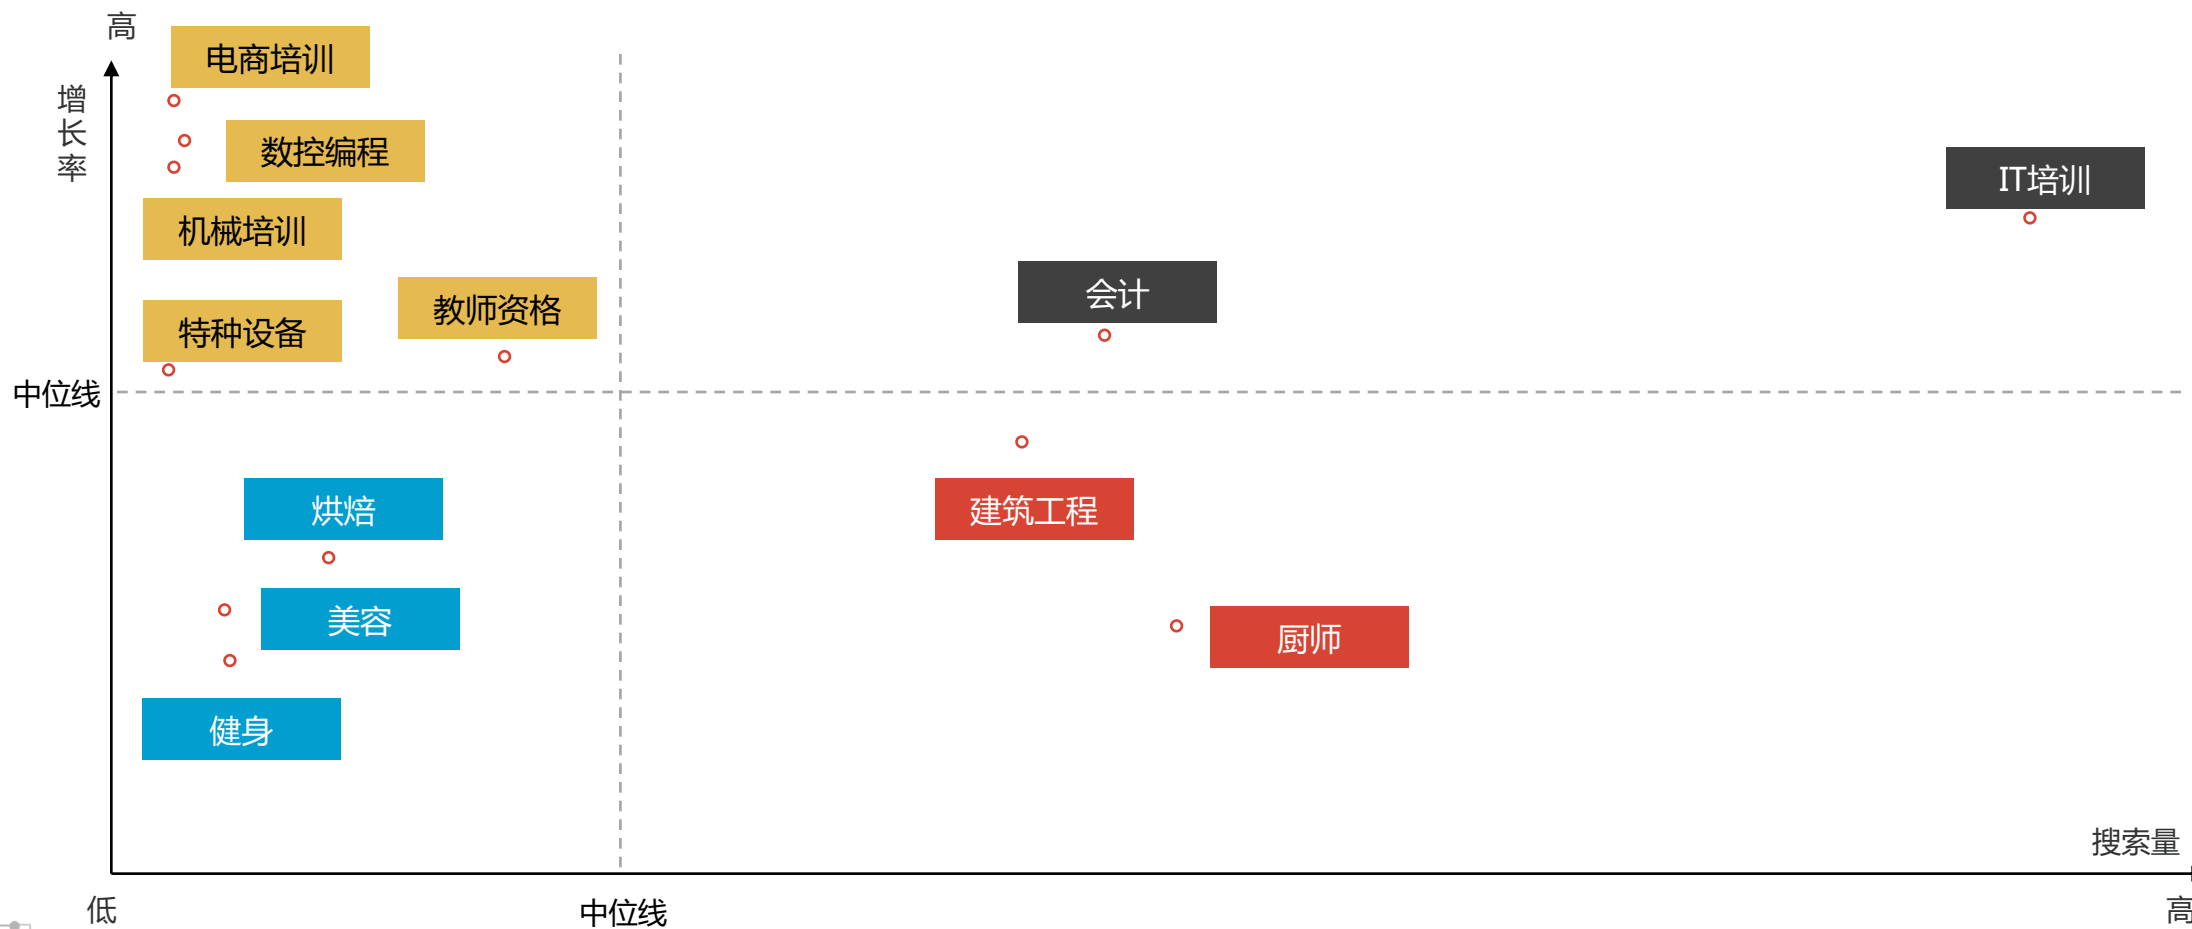 高
电商培训
增长率
数控编程
IT培训
机械培训
会计
教师资格
特种设备
中位线
烘焙
建筑工程
美容
厨师
健身
搜索量
低
中位线
高